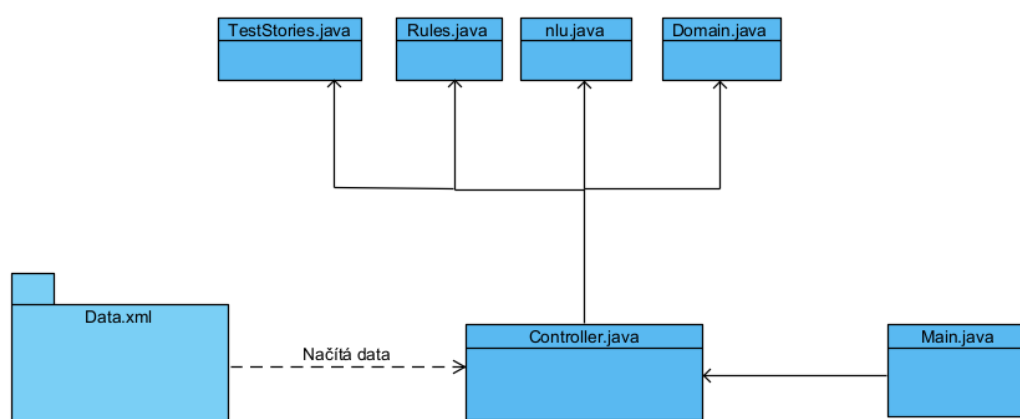 TestStories.java
Rules.java
nlu.java
Domain.java
Data.xml
Načítá data
Controller.java
Main.java